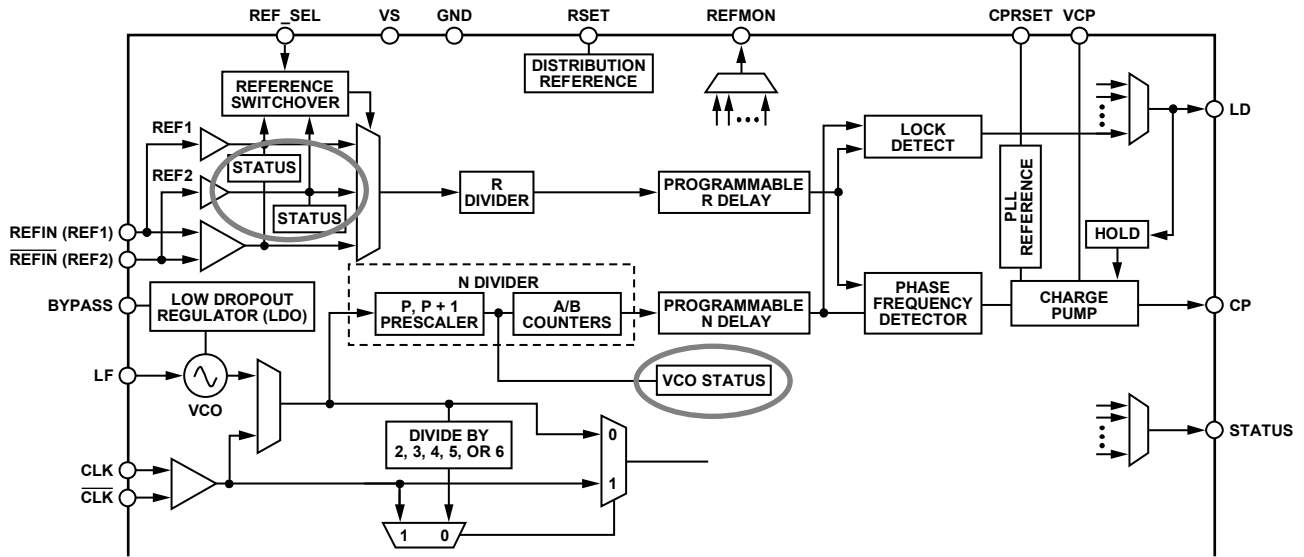 REF_SEL
VS
GND
RSET
REFMON
CPRSET
VCP
DISTRIBUTION
REFERENCE
REFERENCE
SWITCHOVER
REF1
STATUS
REF2
STATUS
LOCK
DETECT
LD
R
DIVIDER
PROGRAMMABLE
R DELAY
PLL
REFERENCE
HOLD
REFIN (REF1)
REFIN (REF2)
BYPASS
LOW DROPOUT
REGULATOR (LDO)
N DIVIDER
P, P + 1
PRESCALER
A/B
COUNTERS
PROGRAMMABLE
N DELAY
PHASE
FREQUENCY
DETECTOR
CHARGE
PUMP
CP
LF
VCO
VCO STATUS
DIVIDE BY
2, 3, 4, 5, OR 6
0
1
STATUS
CLK
CLK
1 0